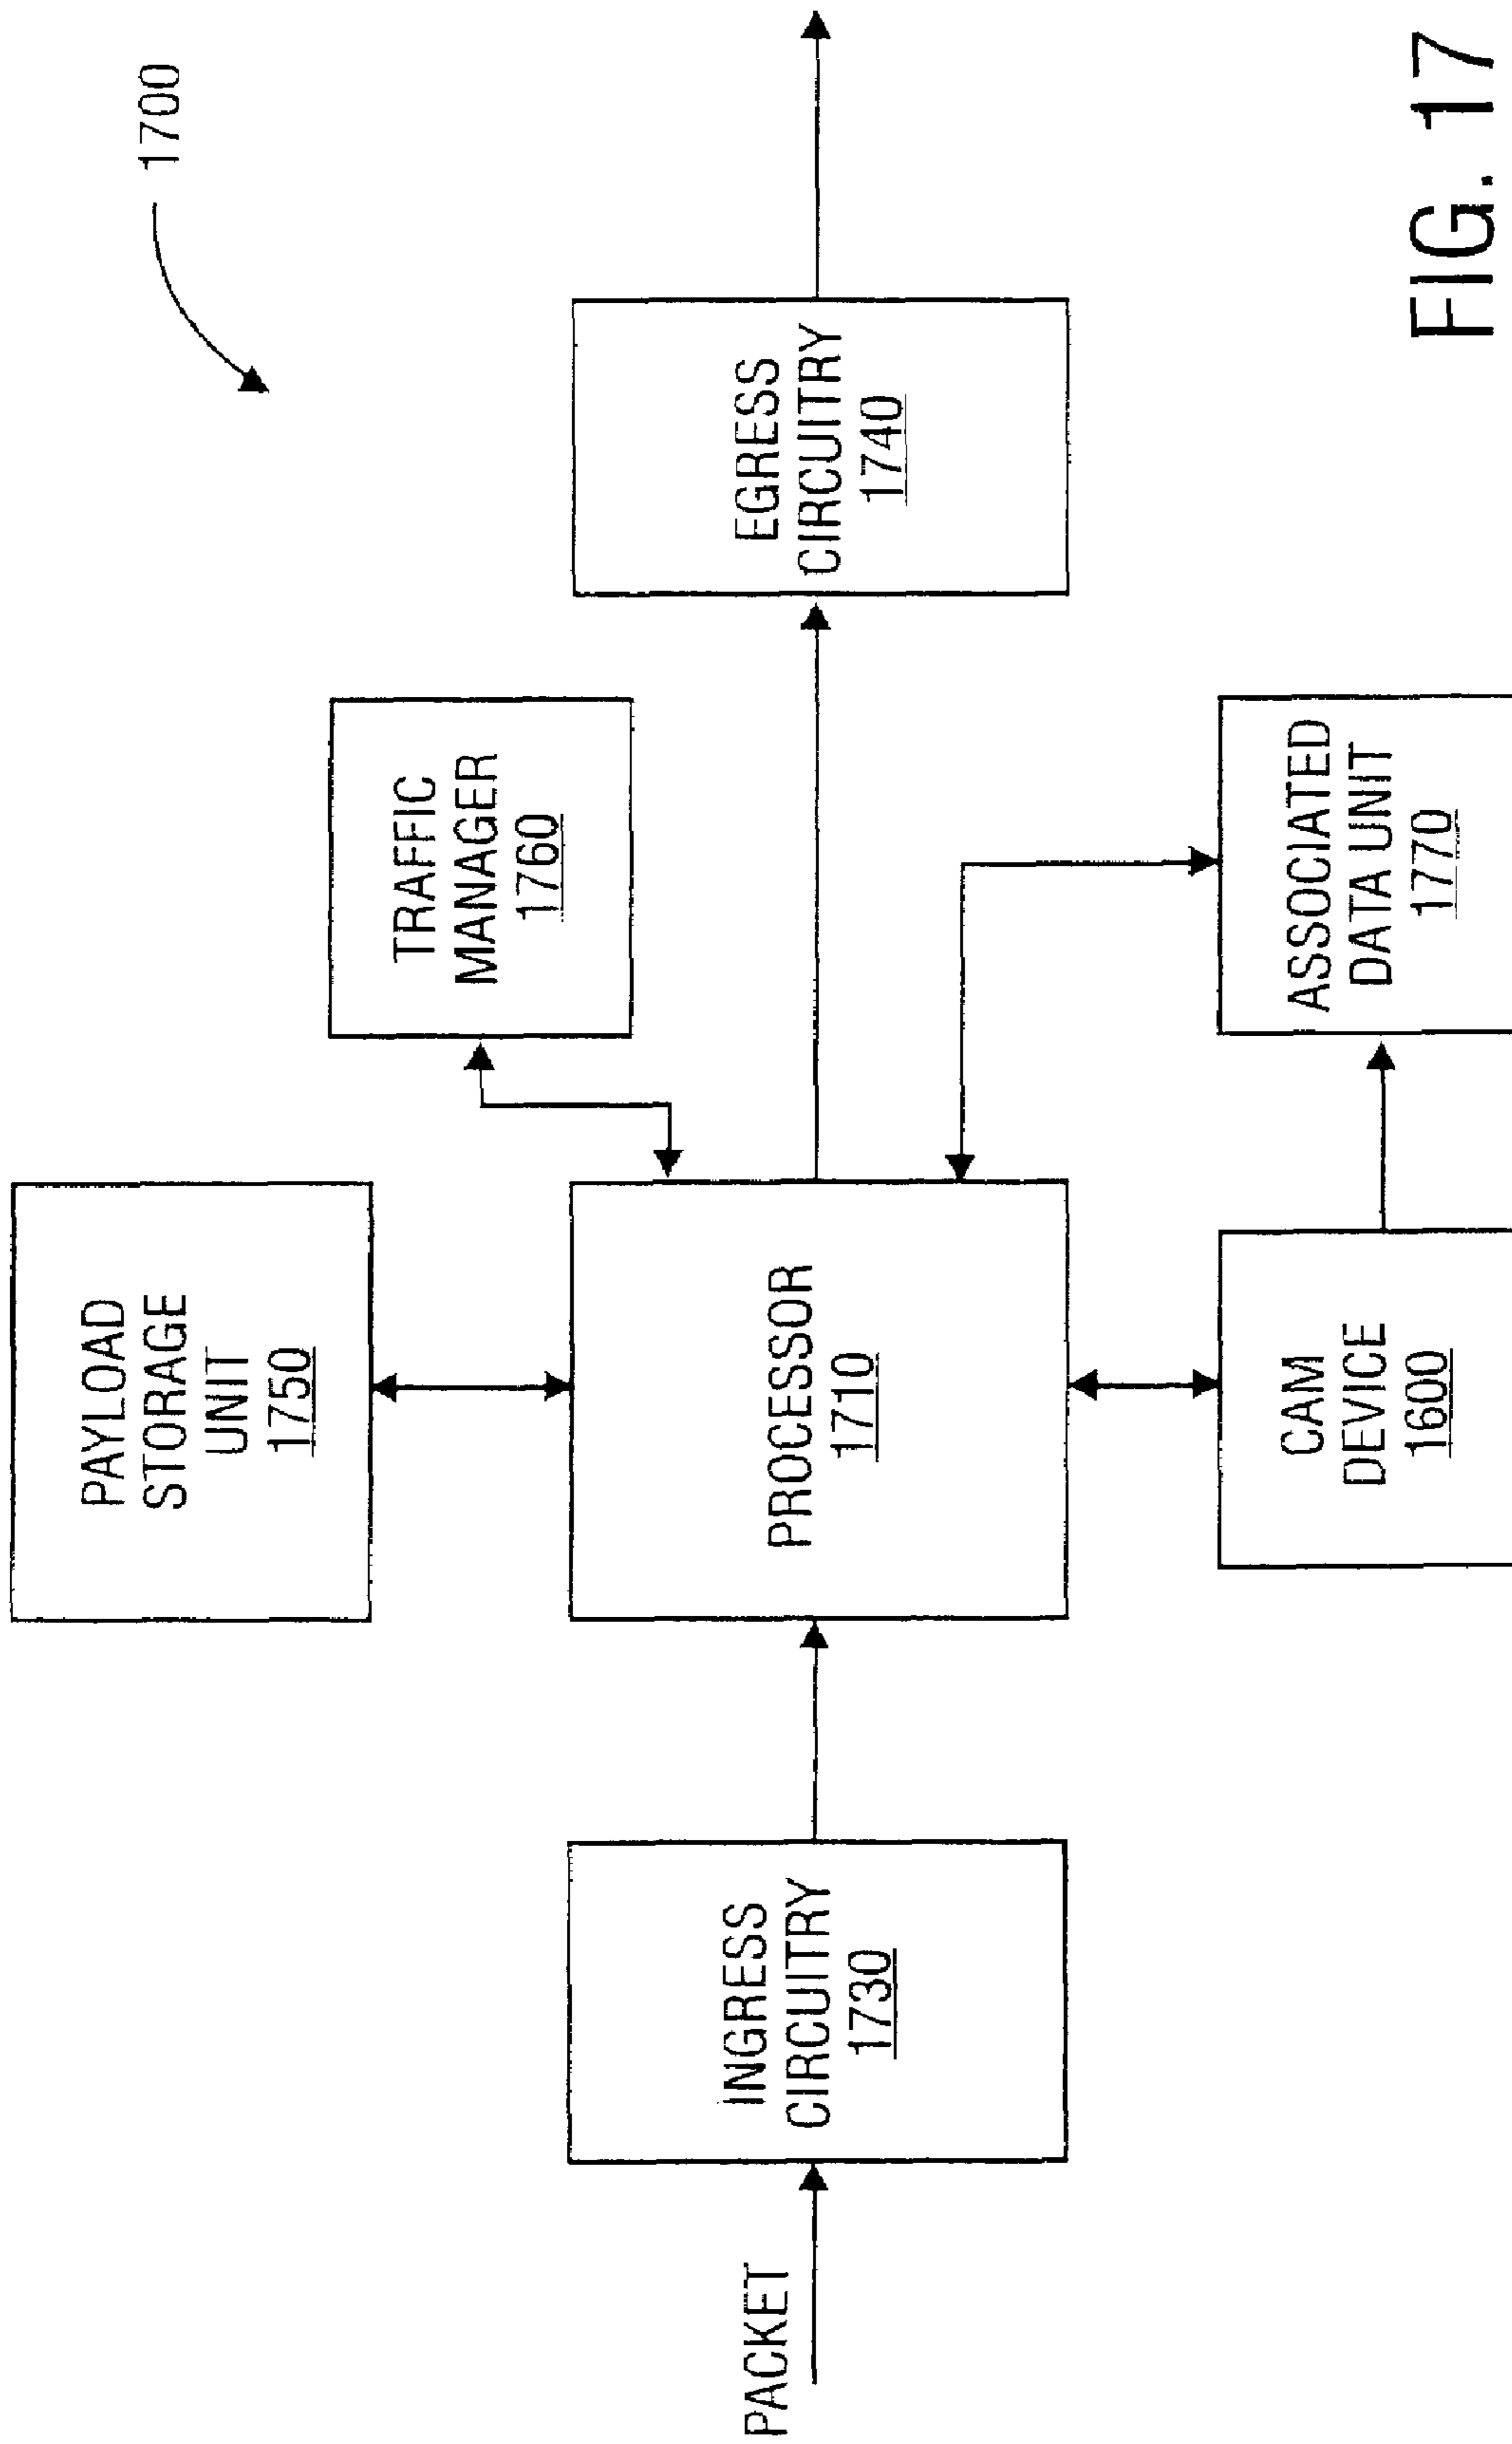 1700
PAYLOAD
STORAGE
UNIT
1750
TRAFFIC
MANAGER
1760
PACKET
INGRESS
CIRCUITRY
1730
PROCESSOR
1710
EGRESS
CIRCUITRY
1740
CAM
DEVICE
1600
ASSOCIATED
DATA UNIT
1770
FIG. 17